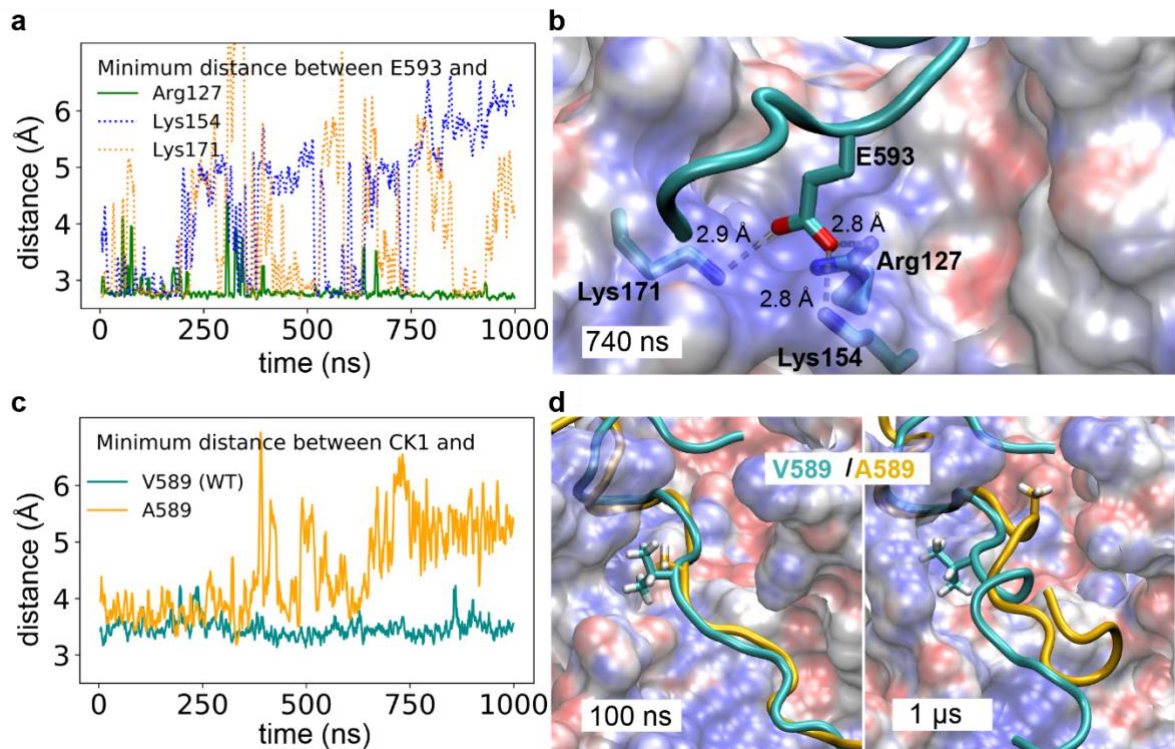 a
Minimum distance between E593 and
Arg127
Lys154
Lys171
distance (Å)
6
5
4
3
0
250
500
750
1000
time (ns)
b
E593
2.9 Å
2.8 Å
Arg127
Lys171
2.8 Å
Lys154
740 ns
c
Minimum distance between CK1 and
V589 (WT)
A589
distance (Å)
6
5
4
3
0
250
500
750
1000
time (ns)
d
V589 / A589
100 ns
1 µs